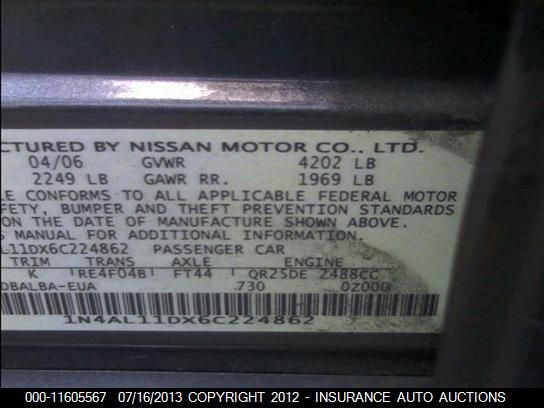 CTURED BY NISSAN MOTOR CO., LTD.
04/06 GVWR 4202 LB
2249 LB GAWR RR. 1969 LB
LE CONFORMS TO ALL APPLICABLE FEDERAL MOTOR
FETY, BUMPER AND THEFT PREVENTION STANDARDS
ON THE DATE OF MANUFACTURE SHOWN ABOVE.
S MANUAL FOR ADDITIONAL INFORMATION.
L11DX6C224862 PASSENGER CAR
TRIM TRANS AXLE ENGINE
K RE4F04B FT44 QR25DE 2488CC
DBALBA-EUA 730 0Z000
1N4AL11DX6C224862
000-11605567 07/16/2013 COPYRIGHT 2012 - INSURANCE AUTO AUCTIONS